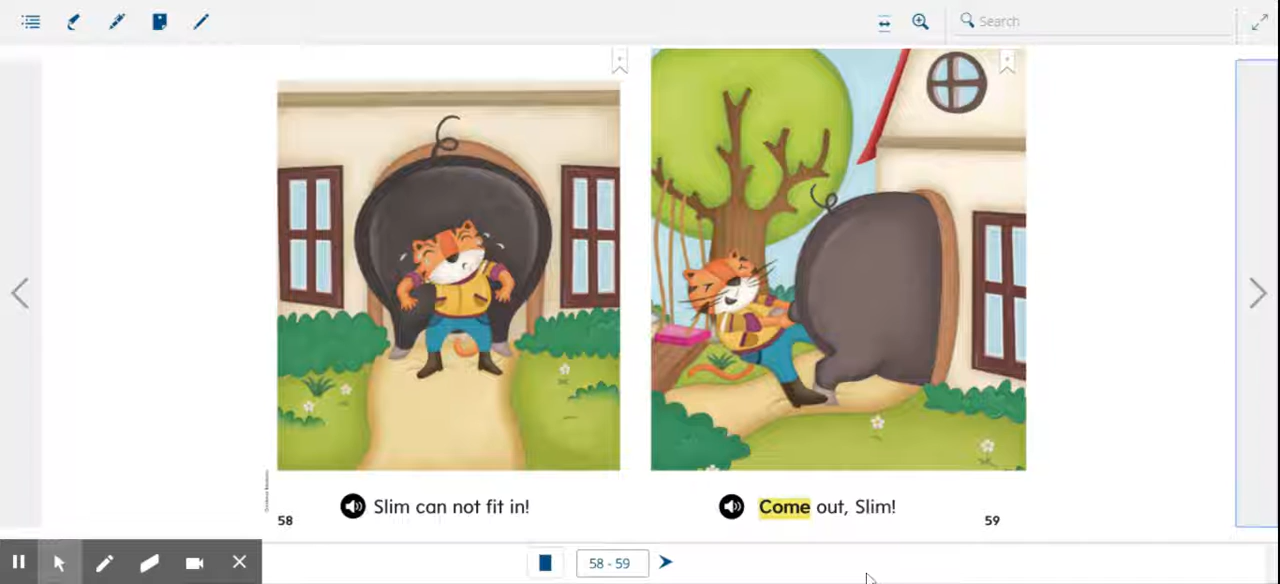 Search
Slim can not fit in!
Come out, Slim!
58
59
58 - 59